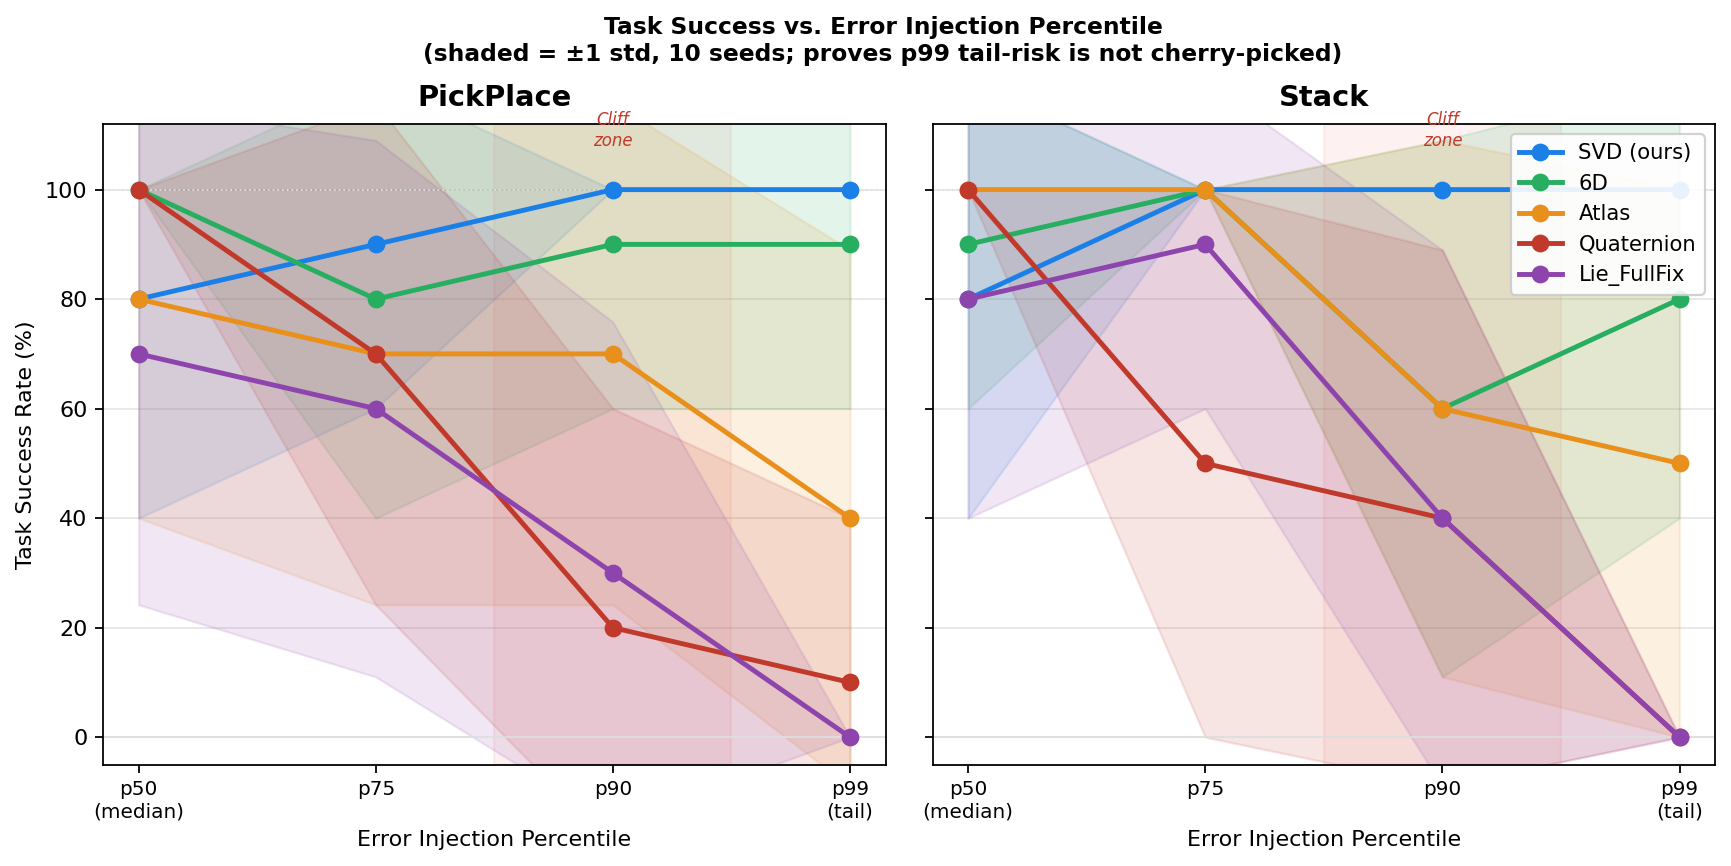 Task Success vs. Error Injection Percentile
(shaded = ±1 std, 10 seeds; proves p99 tail-risk is not cherry-picked)
PickPlace
Cliff
zone
Task Success Rate (%)
100
80
60
40
20
0
p50
(median)
p75
p90
p99
(tail)
Error Injection Percentile
Stack
Cliff
zone
SVD (ours)
6D
Atlas
Quaternion
Lie_FullFix
p50
(median)
p75
p90
p99
(tail)
Error Injection Percentile